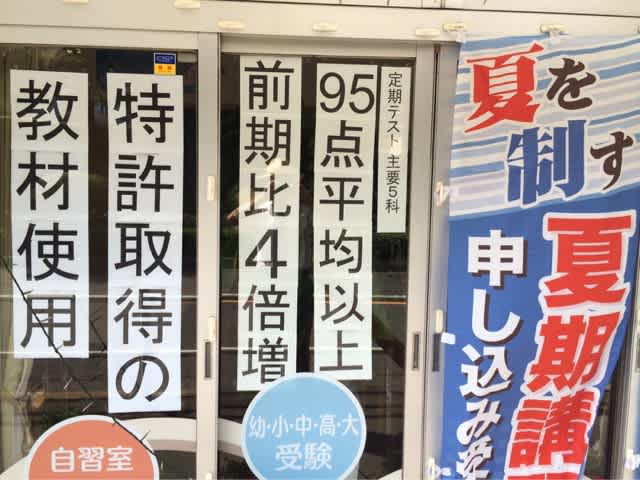 特許取得の
教材使用
定期テスト主要5科
95点平均以上
前期比4倍増
夏を
制す
夏期講
申し込み受
幼・小・中・高・大
受験
自習室